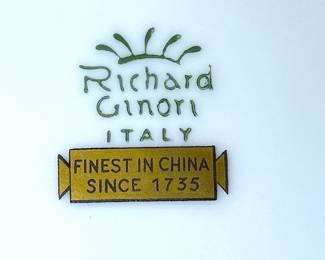 Richard
Ginori
ITALY
FINEST IN CHINA
SINCE 1735